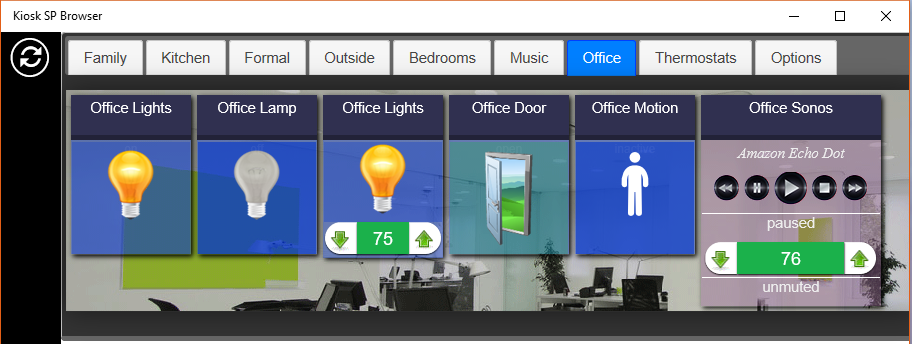 Kiosk SP Browser
Family Kitchen Formal Outside Bedrooms Music Office Thermostats Options
Office Lights Office Lamp Office Lights Office Door Office Motion Office Sonos
Amazon Echo Dot
paused
75 76
unmuted